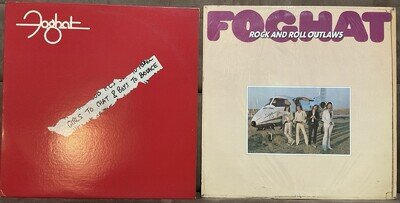 Foghat
GIRLS TO CHAT & BOYS TO BOUNCE
FOGHAT
ROCK AND ROLL OUTLAWS